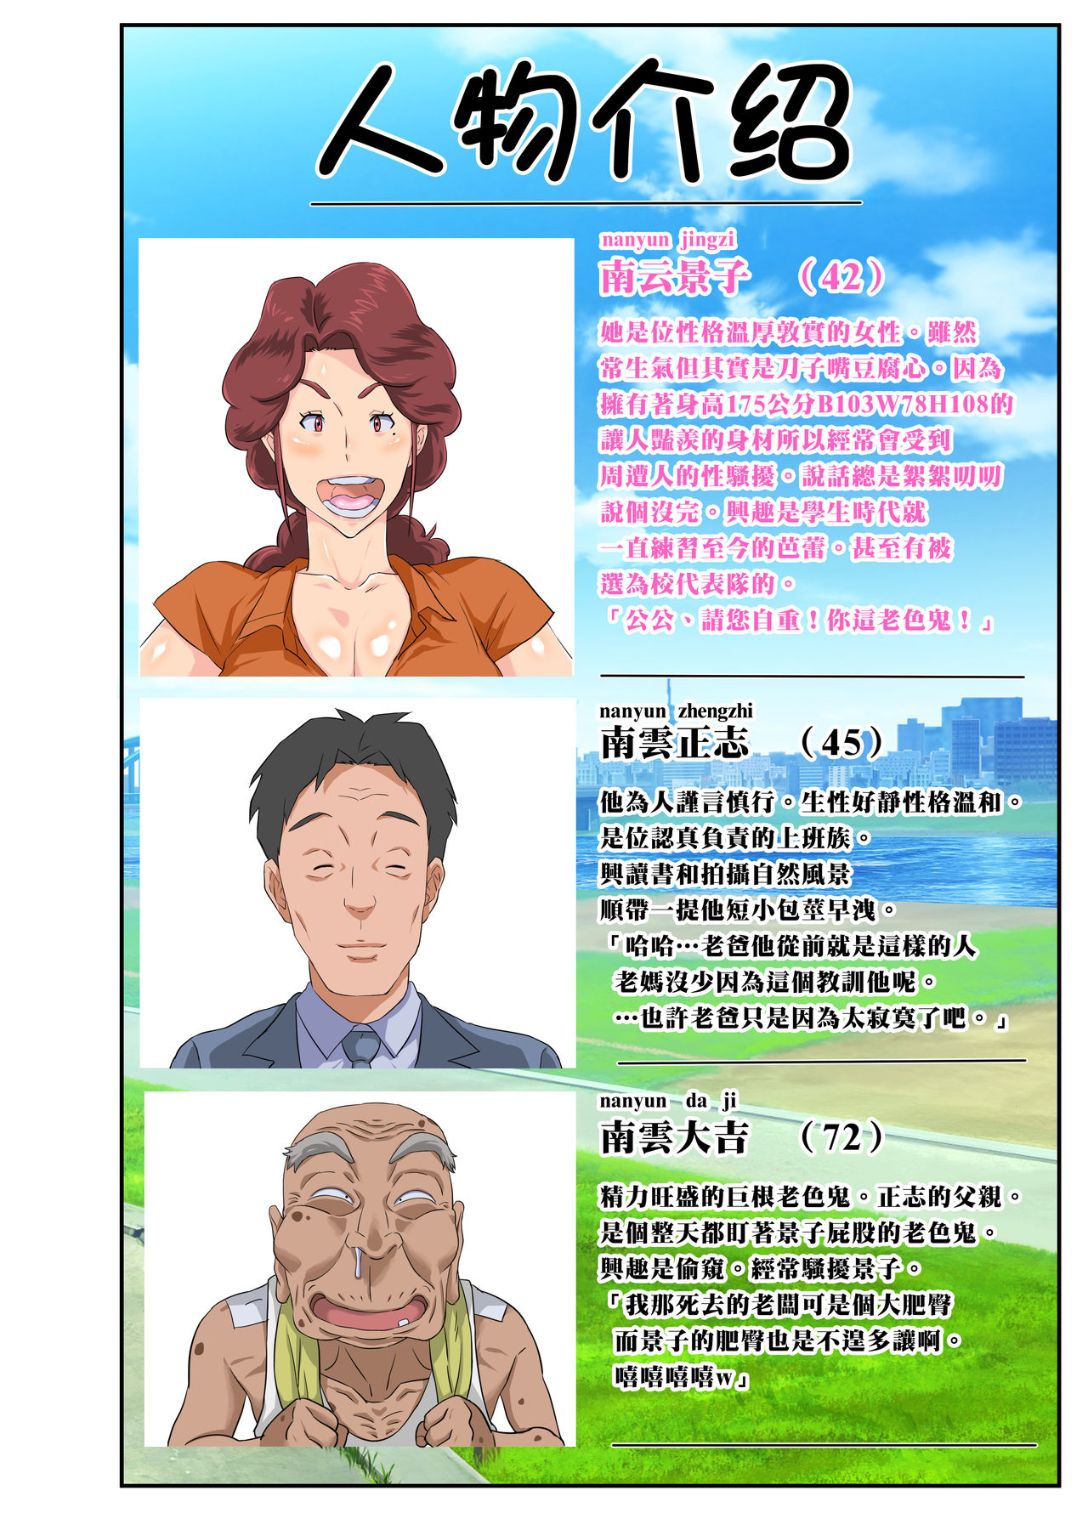 人物介绍
nanyun jingzi
南云景子 （42）
她是位性格溫厚敦實的女性。雖然
常生氣但其實是刀子嘴豆腐心。因為
擁有著身高175公分B103W78H108的
讓人豔羨的身材所以經常會受到
周遭人的性騷擾。說話總是絮絮叨叨
說個沒完。興趣是學生時代就
一直練習至今的芭蕾。甚至有被
選為校代表隊的。
「公公、請您自重！你這老色鬼！」
nanyun zhengzhi
南雲正志 （45）
他為人謹言慎行。生性好靜性格溫和。
是位認真負責的上班族。
興讀書和拍攝自然風景
順帶一提他短小包莖早洩。
「哈哈…老爸他從前就是這樣的人
老媽沒少因為這個教訓他呢。
…也許老爸只是因為太寂寞了吧。」
nanyun da ji
南雲大吉 （72）
精力旺盛的巨根老色鬼。正志的父親。
是個整天都盯著景子屁股的老色鬼。
興趣是偷窺。經常騷擾景子。
「我那死去的老闆可是個大肥臀
而景子的肥臀也是不遑多讓啊。
嘻嘻嘻嘻w」